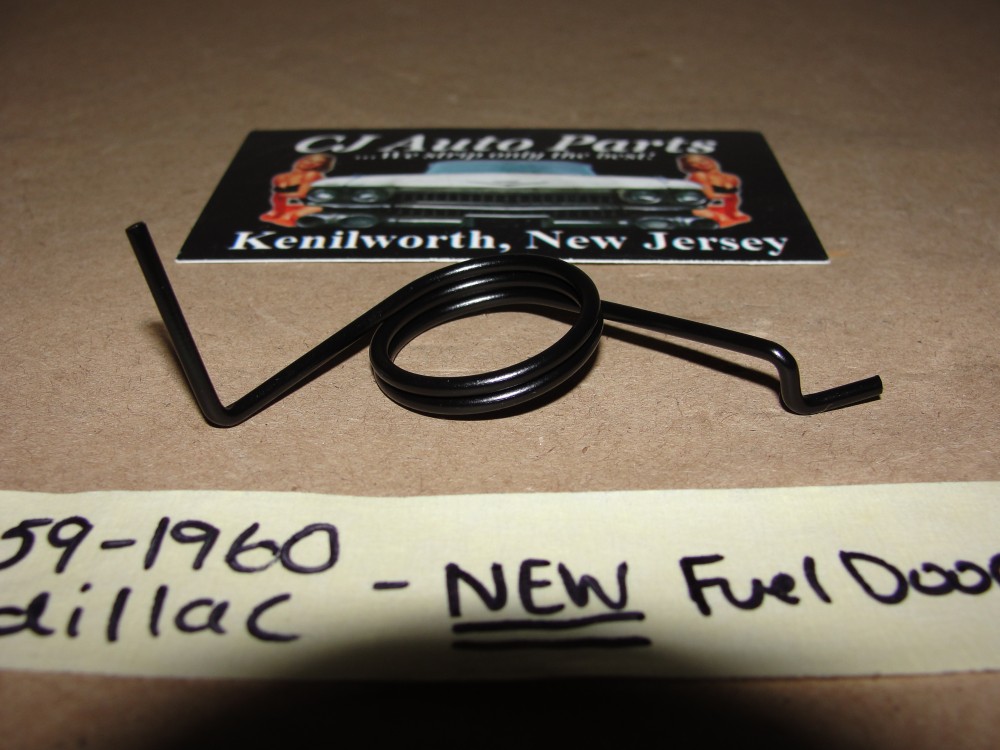 CJ Auto Parts
...We strip only the best!
Kenilworth, New Jersey
59-1960
dillac - NEW Fuel Door